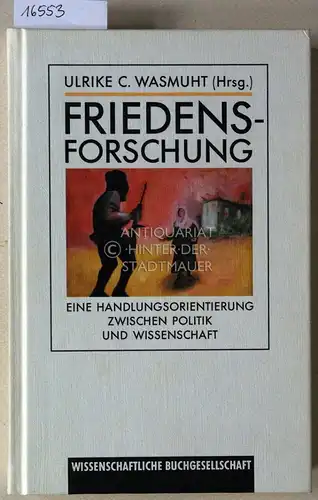 16553
ULRIKE C. WASMUHT (Hrsg.)
FRIEDENS-
FORSCHUNG
ANTIQUARIAT
·HINTER·DER·
STADTMAUER
EINE HANDLUNGSORIENTIERUNG
ZWISCHEN POLITIK
UND WISSENSCHAFT
WISSENSCHAFTLICHE BUCHGESELLSCHAFT